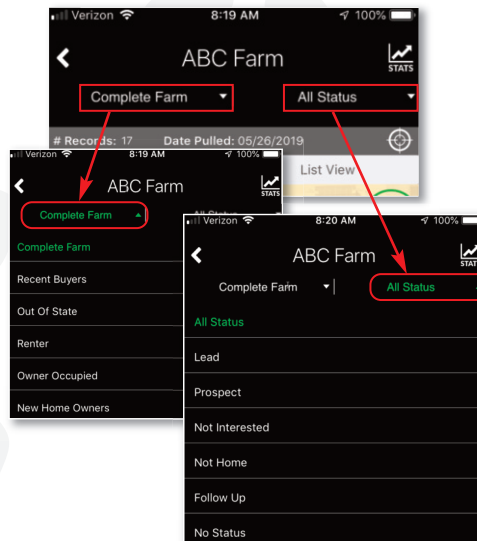 Verizon 8:19 AM 100%
ABC Farm
STATS
Complete Farm All Status
# Records: 17 Date Pulled: 05/26/2019
List View
Verizon 8:19 AM 100%
ABC Farm
STATS
Complete Farm
Complete Farm
Recent Buyers
Out Of State
Renter
Owner Occupied
New Home Owners
Verizon 8:20 AM 100%
ABC Farm
Complete Farm All Status
All Status
Lead
Prospect
Not Interested
Not Home
Follow Up
No Status